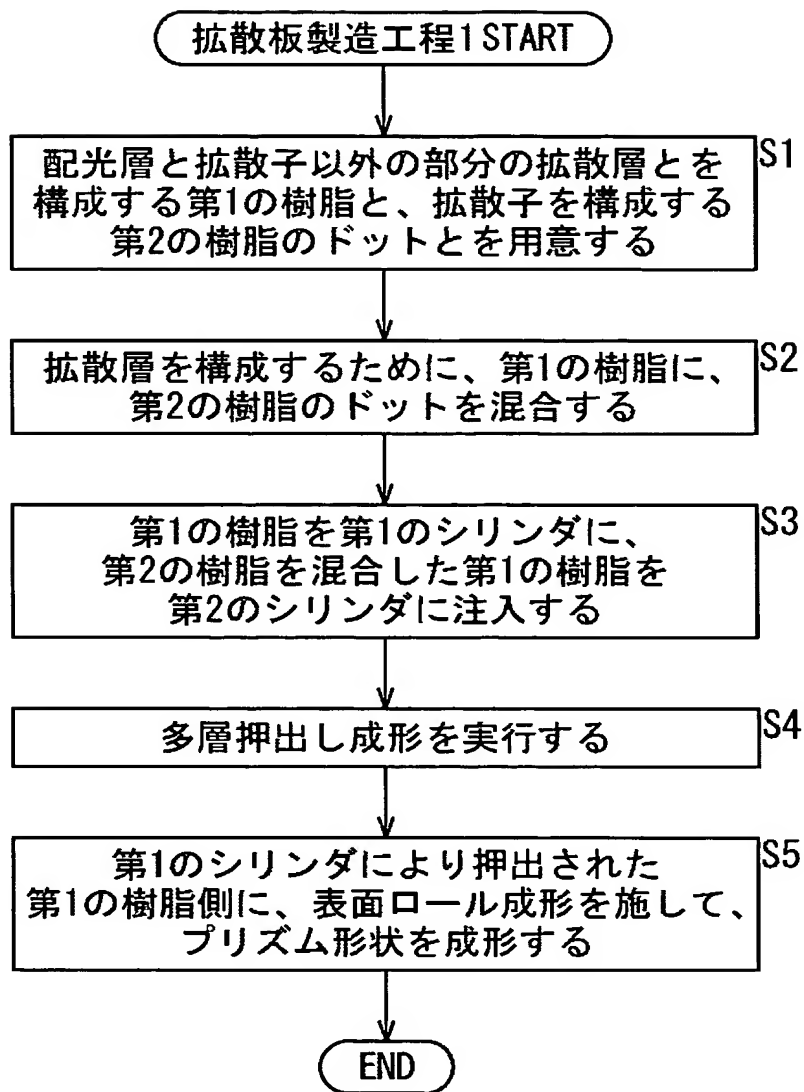 拡散板製造工程1 START
配光層と拡散子以外の部分の拡散層とを
構成する第1の樹脂と、拡散子を構成する
第2の樹脂のドットとを用意する
S1
拡散層を構成するために、第1の樹脂に、
第2の樹脂のドットを混合する
S2
第1の樹脂を第1のシリンダに、
第2の樹脂を混合した第1の樹脂を
第2のシリンダに注入する
S3
多層押出し成形を実行する
S4
第1のシリンダにより押出された
第1の樹脂側に、表面ロール成形を施して、
プリズム形状を成形する
S5
END